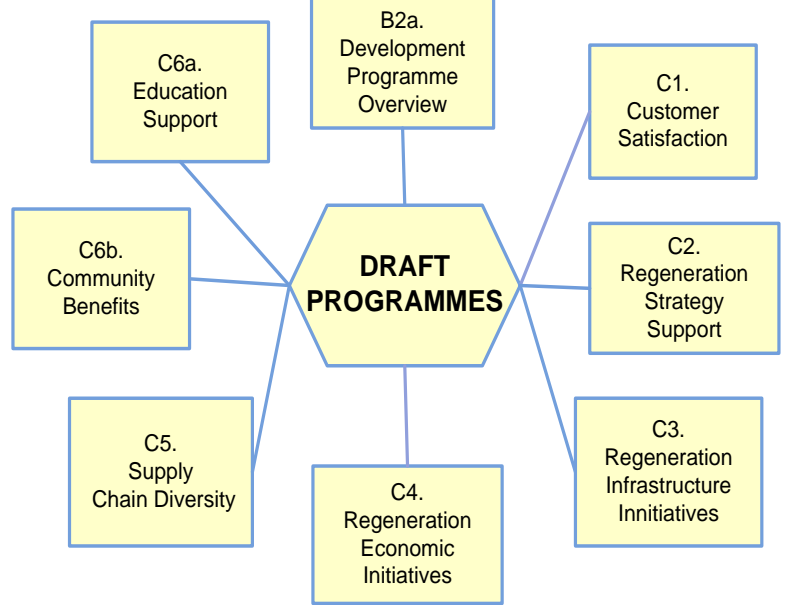 B2a.
Development
Programme
Overview
C6a.
Education
Support
C1.
Customer
Satisfaction
C6b.
Community
Benefits
DRAFT
PROGRAMMES
C2.
Regeneration
Strategy
Support
C5.
Supply
Chain Diversity
C4.
Regeneration
Economic
Initiatives
C3.
Regeneration
Infrastructure
Innitiatives